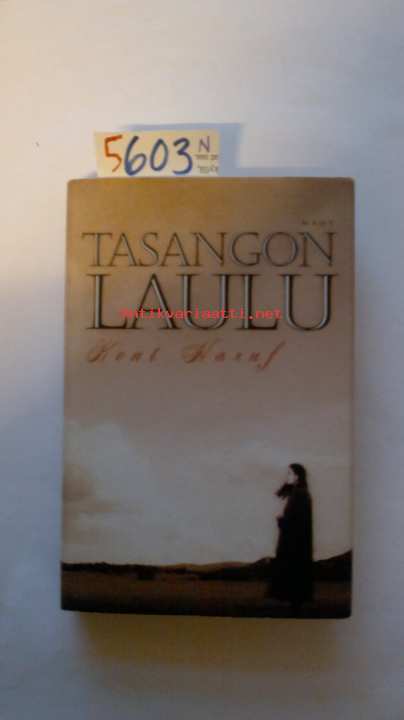 5603 N
TASANGON
LAULU
antikvariaatti.net
Kent Haruf